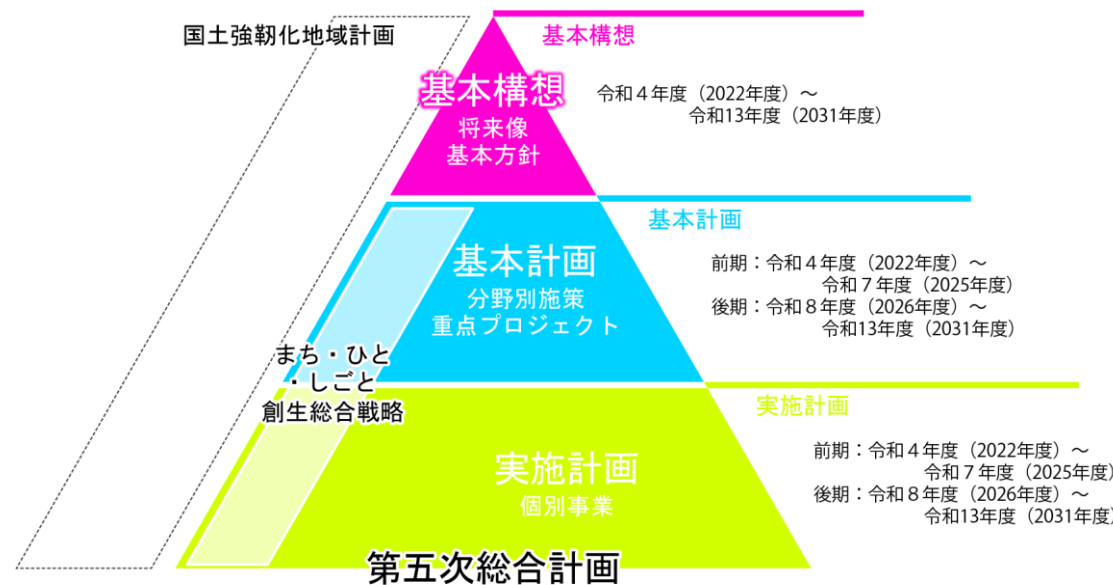 国土強靭化地域計画
基本構想
基本構想
将来像
基本方針
令和４年度（2022年度）～
令和13年度（2031年度）
基本計画
基本計画
分野別施策
重点プロジェクト
前期：令和４年度（2022年度）～
令和７年度（2025年度）
後期：令和８年度（2026年度）～
令和13年度（2031年度）
まち・ひと
・しごと
創生総合戦略
実施計画
実施計画
個別事業
前期：令和４年度（2022年度）～
令和７年度（2025年度）
後期：令和８年度（2026年度）～
令和13年度（2031年度）
第五次総合計画